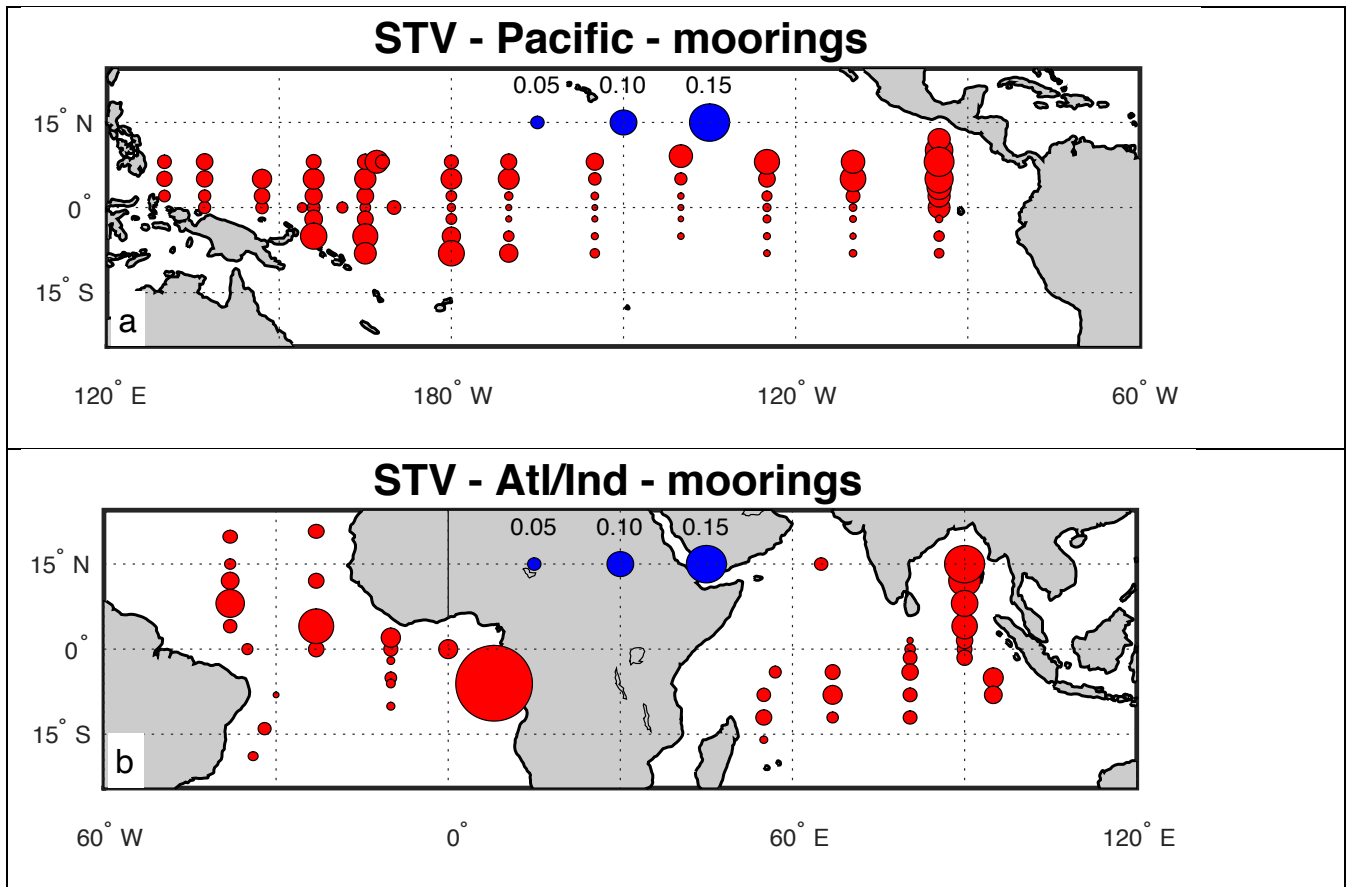 STV - Pacific - moorings
0.05 0.10 0.15
15° N
0°
15° S
a
120° E 180° W 120° W 60° W
STV - Atl/Ind - moorings
0.05 0.10 0.15
15° N
0°
15° S
b
60° W 0° 60° E 120° E